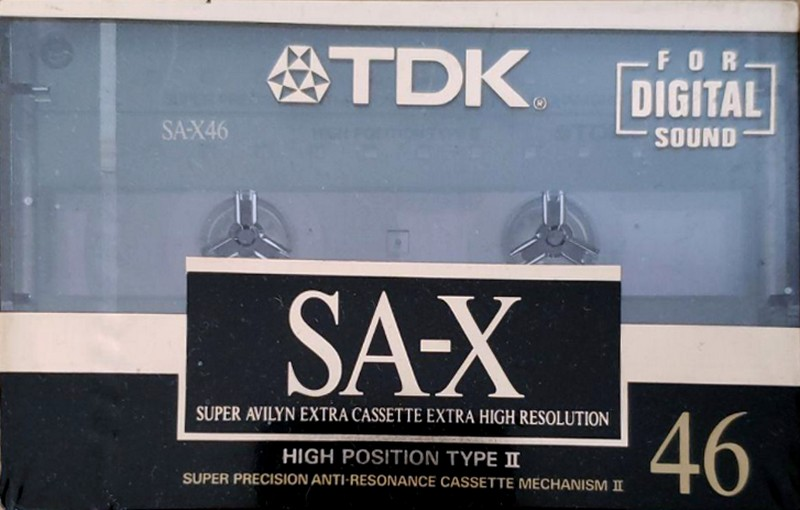 TDK®
FOR
DIGITAL
SOUND
SA-X46
SA-X
SUPER AVILYN EXTRA CASSETTE EXTRA HIGH RESOLUTION
HIGH POSITION TYPE II
SUPER PRECISION ANTI-RESONANCE CASSETTE MECHANISM II
46